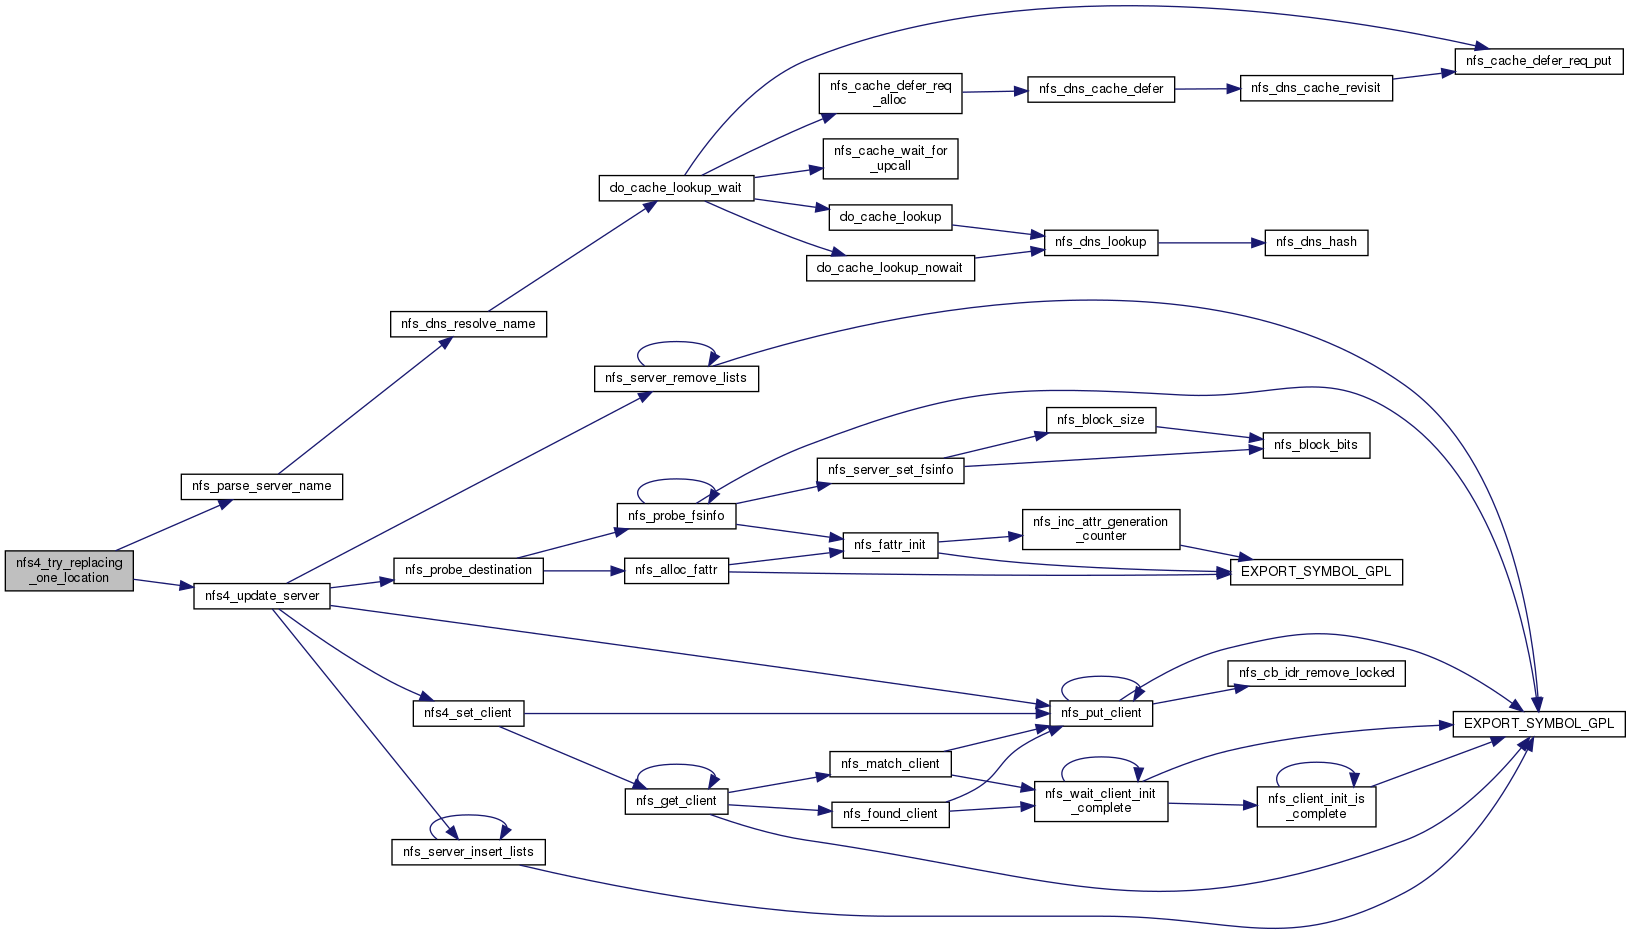 nfs4_try_replacing
_one_location
nfs_parse_server_name
nfs4_update_server
nfs_dns_resolve_name
nfs_probe_destination
nfs4_set_client
nfs_server_insert_lists
do_cache_lookup_wait
nfs_server_remove_lists
nfs_probe_fsinfo
nfs_alloc_fattr
nfs_get_client
nfs_cache_defer_req
_alloc
nfs_cache_wait_for
_upcall
do_cache_lookup
do_cache_lookup_nowait
nfs_server_set_fsinfo
nfs_fattr_init
nfs_match_client
nfs_found_client
nfs_dns_cache_defer
nfs_dns_lookup
nfs_block_size
nfs_inc_attr_generation
_counter
nfs_put_client
nfs_wait_client_init
_complete
nfs_dns_cache_revisit
nfs_dns_hash
nfs_block_bits
EXPORT_SYMBOL_GPL
nfs_cb_idr_remove_locked
nfs_client_init_is
_complete
nfs_cache_defer_req_put
EXPORT_SYMBOL_GPL